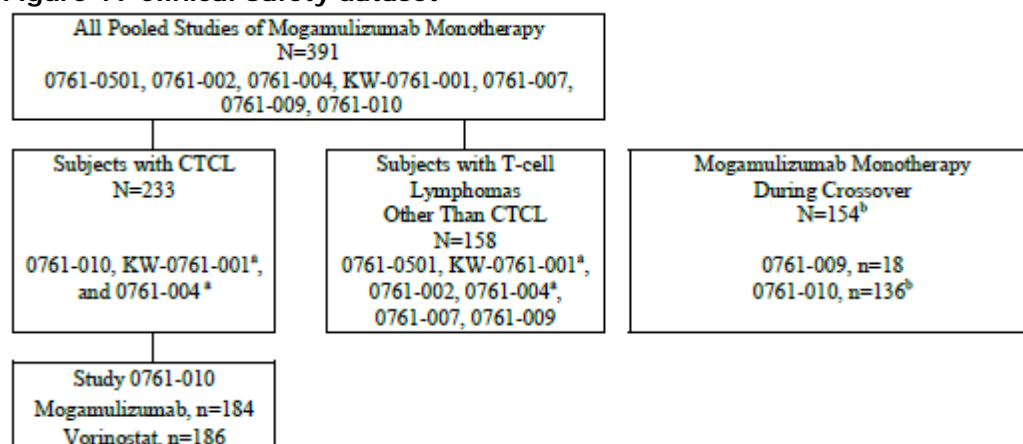 Figure Clinical safety dataset
All Pooled Studies of Mogamulizumab Monotherapy
N=391
0761-0501, 0761-002, 0761-004, KW-0761-001, 0761-007,
0761-009, 0761-010
Subjects with CTCL
N=233
0761-010, KW-0761-001ª,
and 0761-004 ª
Subjects with T-cell
Lymphomas
Other Than CTCL
N=158
0761-0501, KW-0761-001ª,
0761-002, 0761-004ª,
0761-007, 0761-009
Mogamulizumab Monotherapy
During Crossover
N=154ᵇ
0761-009, n=18
0761-010, n=136ᵇ
Study 0761-010
Mogamulizumab, n=184
Vorinostat, n=186